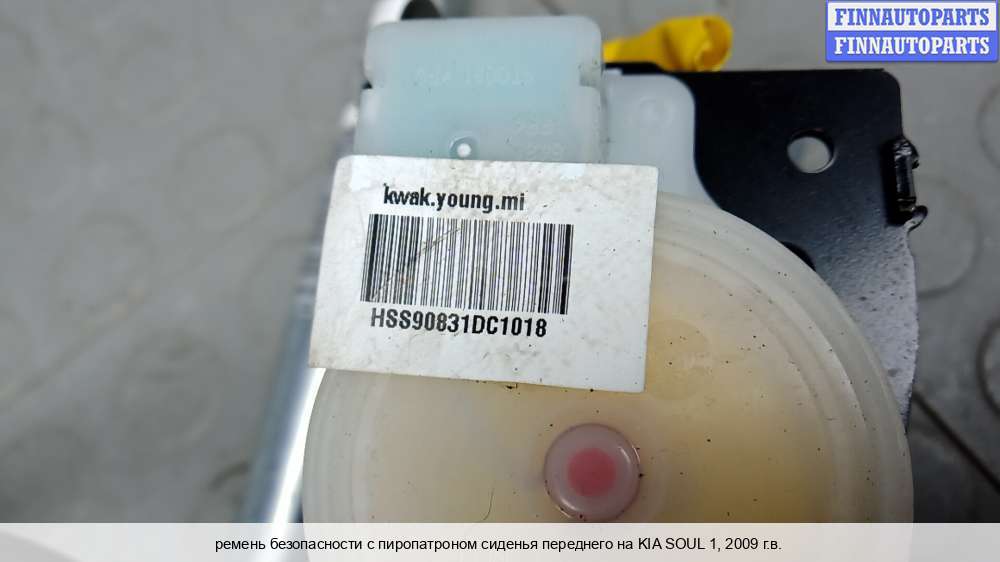 FINNAUTOPARTS
FINNAUTOPARTS
kwak.young.mi
HSS90831DC1018
ремень безопасности с пиропатроном сиденья переднего на KIA SOUL 1, 2009 г.в.